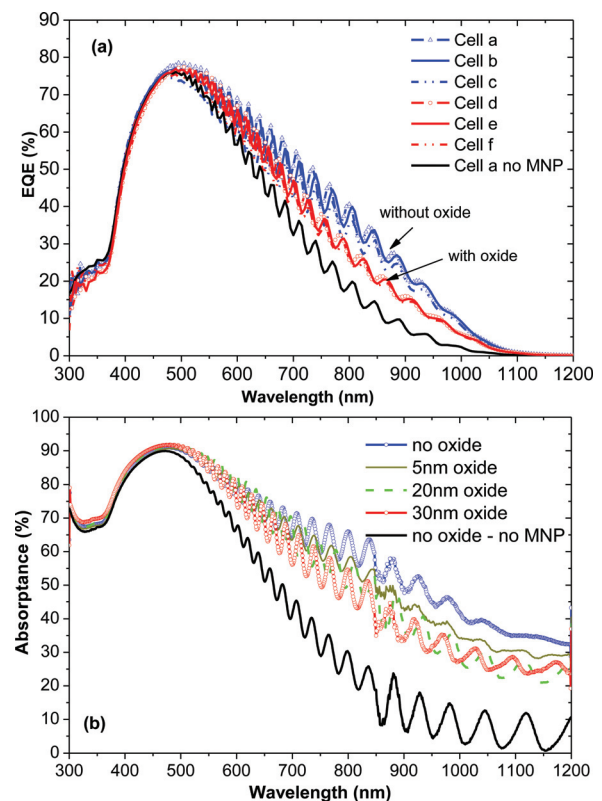 (a)
Cell a
Cell b
Cell c
Cell d
Cell e
Cell f
Cell a no MNP
without oxide
with oxide
EQE (%)
80
70
60
50
40
30
20
10
0
300 400 500 600 700 800 900 1000 1100 1200
Wavelength (nm)
no oxide
5nm oxide
20nm oxide
30nm oxide
no oxide - no MNP
(b)
Absorptance (%)
100
90
80
70
60
50
40
30
20
10
0
300 400 500 600 700 800 900 1000 1100 1200
Wavelength (nm)